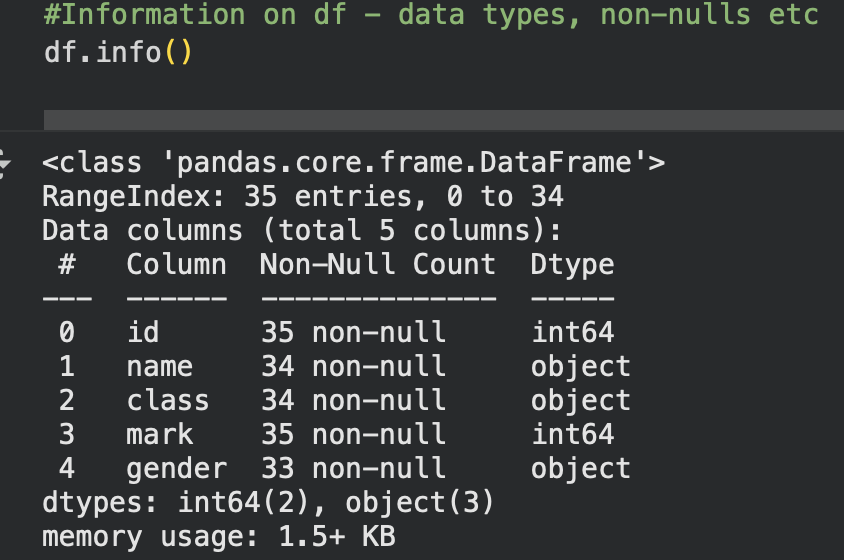 #Information on df - data types, non-nulls etc
df.info()
<class 'pandas.core.frame.DataFrame'>
RangeIndex: 35 entries, 0 to 34
Data columns (total 5 columns):
 #   Column  Non-Null Count  Dtype
---  ------  --------------  -----
 0   id      35 non-null     int64
 1   name    34 non-null     object
 2   class   34 non-null     object
 3   mark    35 non-null     int64
 4   gender  33 non-null     object
dtypes: int64(2), object(3)
memory usage: 1.5+ KB